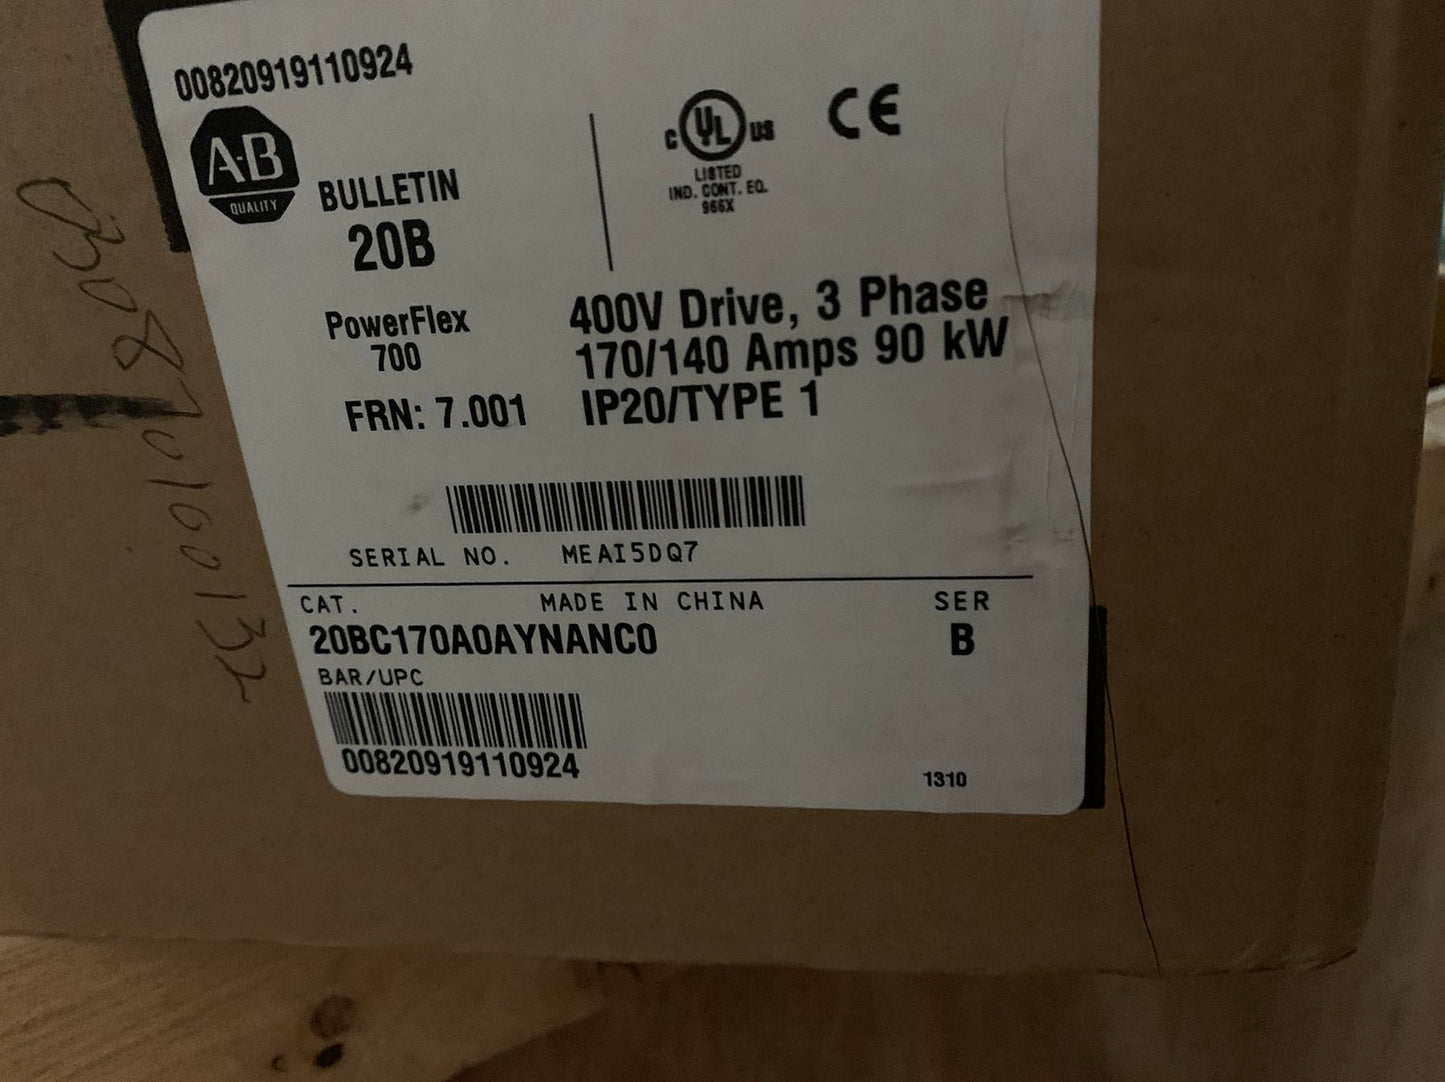 00820919110924
A-B
QUALITY
BULLETIN
20B
PowerFlex
700
FRN: 7.001
C UL US
LISTED
IND. CONT. EQ.
966X
CE
400V Drive, 3 Phase
170/140 Amps 90 kW
IP20/TYPE 1
SERIAL NO. MEAI5DQ7
CAT. MADE IN CHINA SER
20BC170A0AYNANC0 B
BAR/UPC
00820919110924
1310